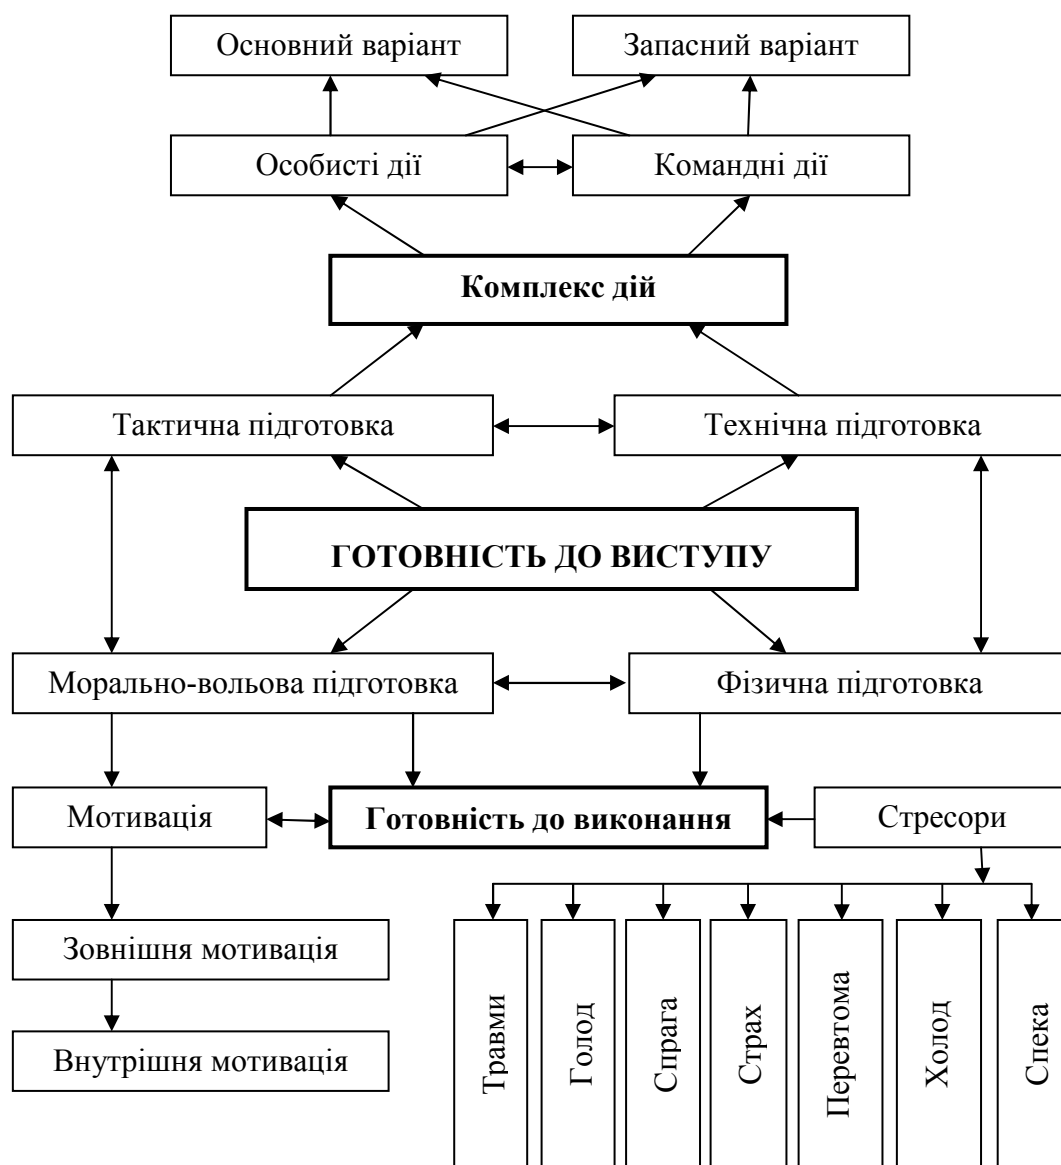 Основний варіант
Запасний варіант
Особисті дії
Командні дії
Комплекс дій
Тактична підготовка
Технічна підготовка
ГОТОВНІСТЬ ДО ВИСТУПУ
Морально-вольова підготовка
Фізична підготовка
Мотивація
Готовність до виконання
Стресори
Зовнішня мотивація
Внутрішня мотивація
Травми
Голод
Спрага
Страх
Перевтома
Холод
Спека